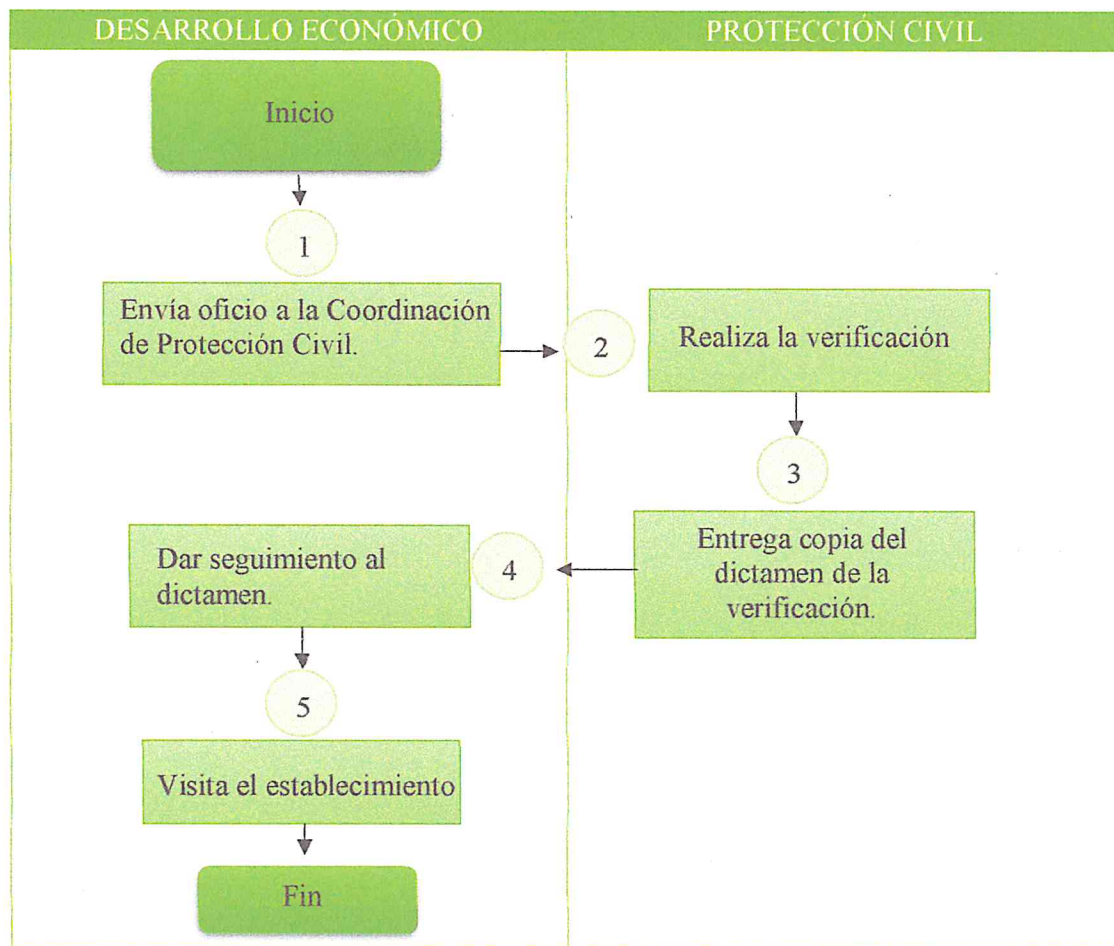 DESARROLLO ECONÓMICO
PROTECCIÓN CIVIL
Inicio
1
Envía oficio a la Coordinación
de Protección Civil.
2
Realiza la verificación
3
Entrega copia del
dictamen de la
verificación.
4
Dar seguimiento al
dictamen.
5
Visita el establecimiento
Fin